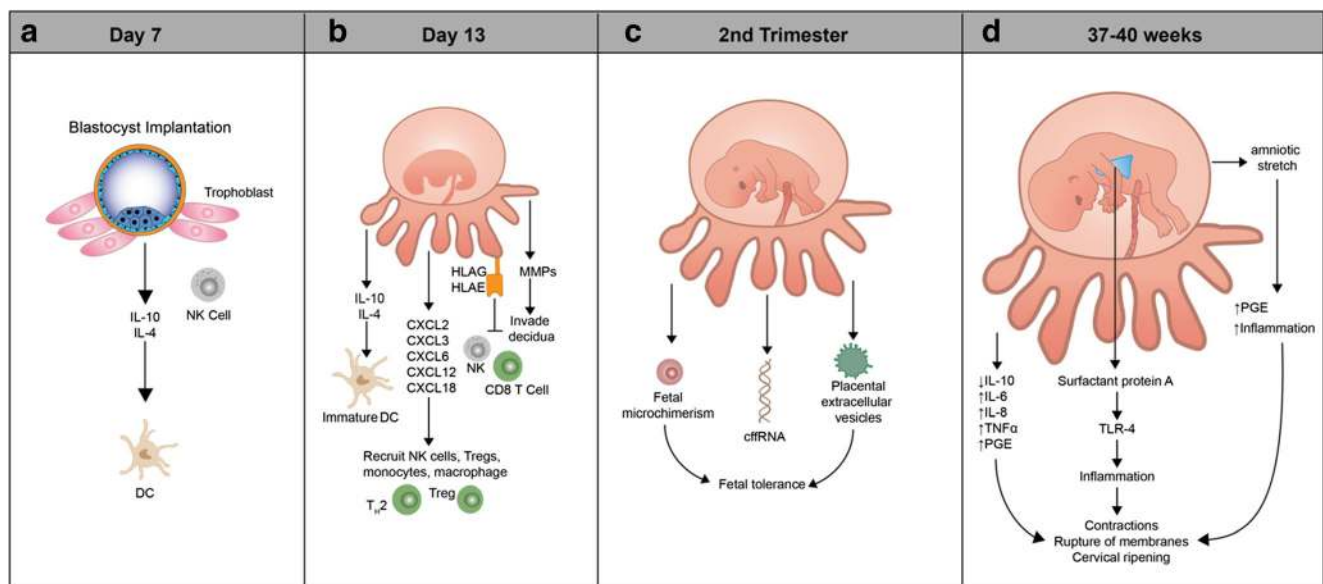 a
Day 7
Blastocyst Implantation
Trophoblast
NK Cell
IL-10
IL-4
DC
b
Day 13
IL-10
IL-4
Immature DC
CXCL2
CXCL3
CXCL6
CXCL12
CXCL18
HLAG
HLAE
NK
CD8 T Cell
MMPs
Invade
decidua
Recruit NK cells, Tregs,
monocytes, macrophage
TH2
Treg
c
2nd Trimester
Fetal
microchimerism
cffRNA
Placental
extracellular
vesicles
Fetal tolerance
d
37-40 weeks
amniotic
stretch
↑PGE
↑Inflammation
↓IL-10
↑IL-6
↑IL-8
↑TNFα
↑PGE
Surfactant protein A
TLR-4
Inflammation
Contractions
Rupture of membranes
Cervical ripening